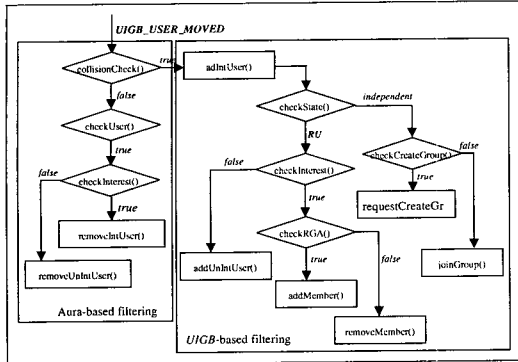 UIGB_USER_MOVED
collisionCheck()
true
adIntUser()
false
checkState()
independent
checkUser()
RU
true
false
checkInterest()
checkCreateGroup()
false
false
checkInterest()
true
true
true
requestCreateGr
removeIntUser()
checkRGA()
removeUnIntUser()
addUnIntUser()
true
false
joinGroup()
addMember()
Aura-based filtering
removeMember()
UIGB-based filtering